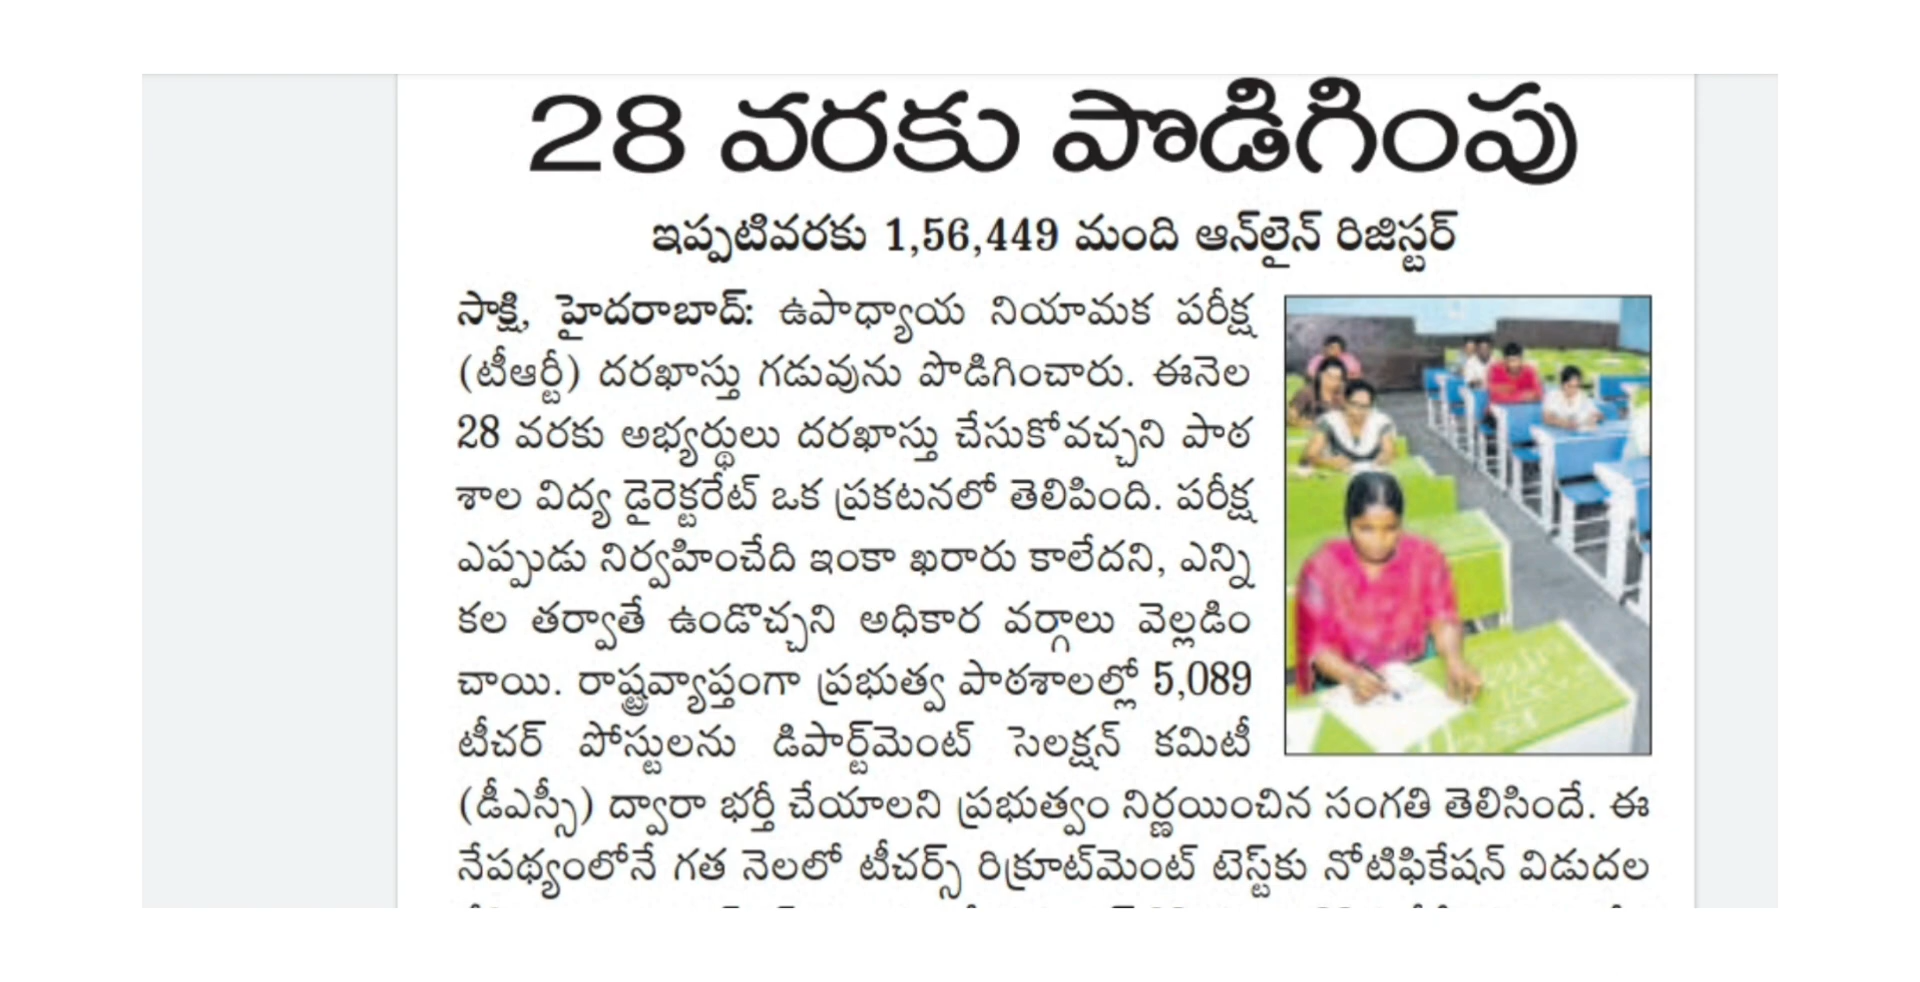 28 వరకు పొడిగింపు
ఇప్పటివరకు 1,56,449 మంది ఆన్‌లైన్ రిజిస్టర్
సాక్షి, హైదరాబాద్: ఉపాధ్యాయ నియామక పరీక్ష
(టీఆర్టీ) దరఖాస్తు గడువును పొడిగించారు. ఈనెల
28 వరకు అభ్యర్థులు దరఖాస్తు చేసుకోవచ్చని పాఠ
శాల విద్య డైరెక్టరేట్ ఒక ప్రకటనలో తెలిపింది. పరీక్ష
ఎప్పుడు నిర్వహించేది ఇంకా ఖరారు కాలేదని, ఎన్ని
కల తర్వాతే ఉండొచ్చని అధికార వర్గాలు వెల్లడిం
చాయి. రాష్ట్రవ్యాప్తంగా ప్రభుత్వ పాఠశాలల్లో 5,089
టీచర్ పోస్టులను డిపార్ట్‌మెంట్ సెలక్షన్ కమిటీ
(డీఎస్సీ) ద్వారా భర్తీ చేయాలని ప్రభుత్వం నిర్ణయించిన సంగతి తెలిసిందే. ఈ
నేపథ్యంలోనే గత నెలలో టీచర్స్ రిక్రూట్‌మెంట్ టెస్ట్‌కు నోటిఫికేషన్ విడుదల